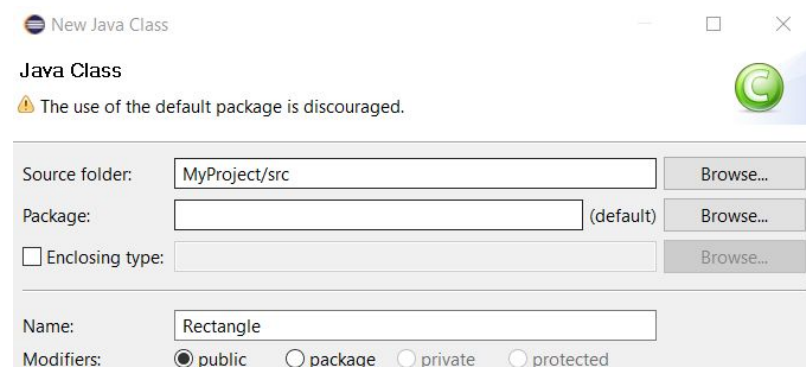 New Java Class
Java Class
The use of the default package is discouraged.
Source folder: MyProject/src Browse...
Package: (default) Browse...
Enclosing type: Browse...
Name: Rectangle
Modifiers: public package private protected